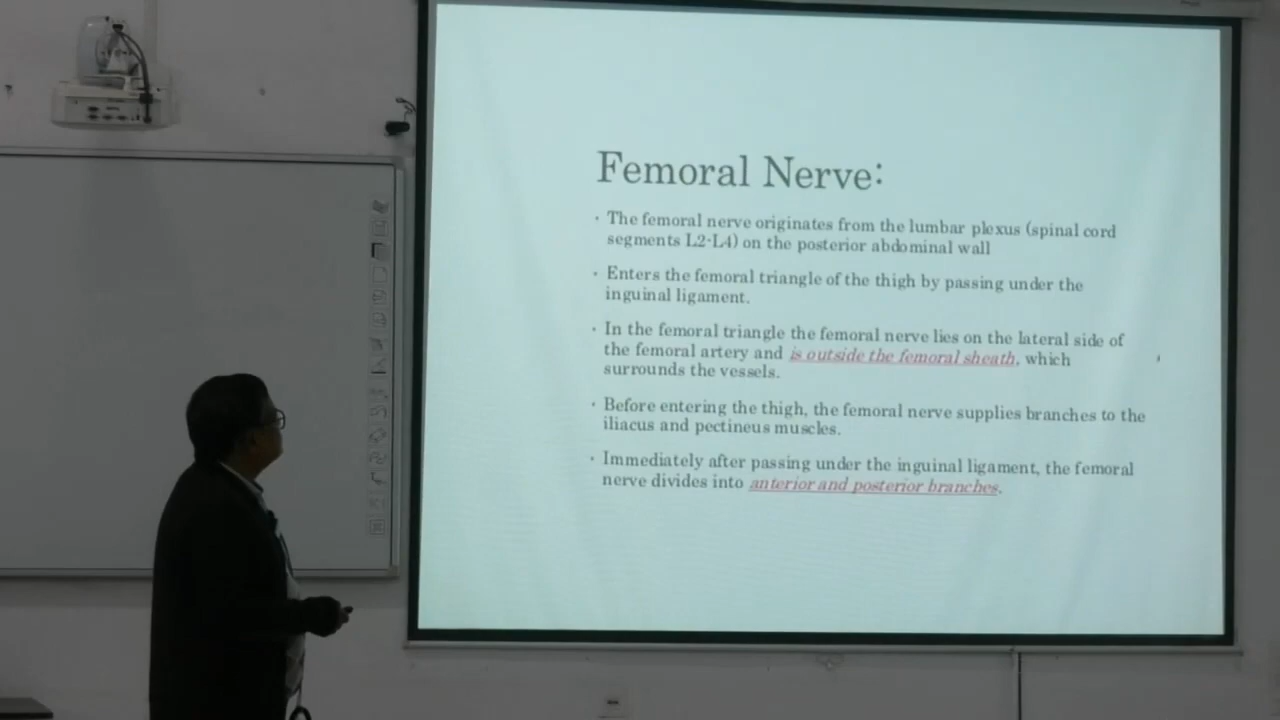 Femoral Nerve:
• The femoral nerve originates from the lumbar plexus (spinal cord
segments L2-L4) on the posterior abdominal wall
• Enters the femoral triangle of the thigh by passing under the
inguinal ligament.
• In the femoral triangle the femoral nerve lies on the lateral side of
the femoral artery and is outside the femoral sheath, which
surrounds the vessels.
• Before entering the thigh, the femoral nerve supplies branches to the
iliacus and pectineus muscles.
• Immediately after passing under the inguinal ligament, the femoral
nerve divides into anterior and posterior branches.